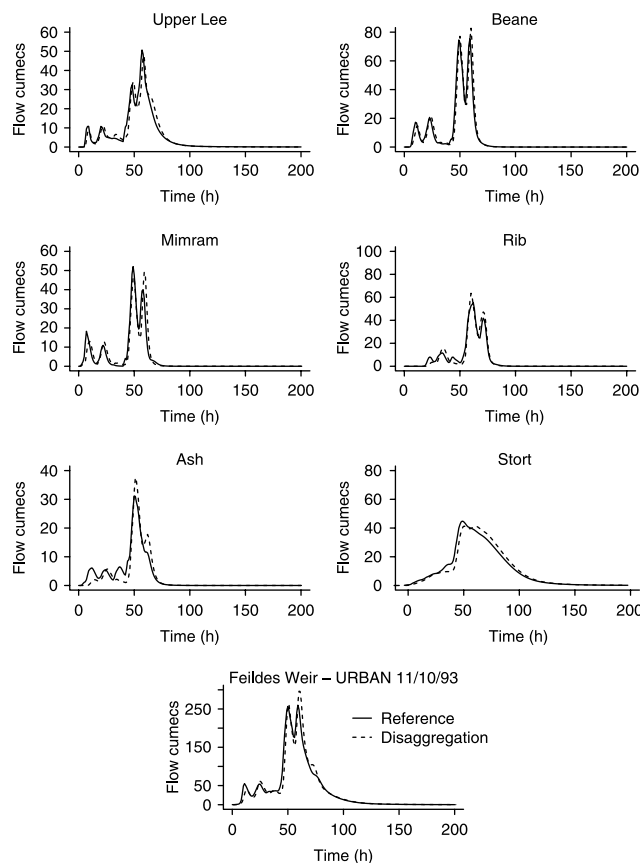 Upper Lee
Flow cumecs
60
50
40
30
20
10
0
0 50 100 150 200
Time (h)
Beane
Flow cumecs
80
60
40
20
0
0 50 100 150 200
Time (h)
Mimram
Flow cumecs
60
50
40
30
20
10
0
0 50 100 150 200
Time (h)
Rib
Flow cumecs
100
80
60
40
20
0
0 50 100 150 200
Time (h)
Ash
Flow cumecs
40
30
20
10
0
0 50 100 150 200
Time (h)
Stort
Flow cumecs
80
60
40
20
0
0 50 100 150 200
Time (h)
Feildes Weir – URBAN 11/10/93
Flow cumecs
250
150
50
0
Reference
Disaggregation
0 50 100 150 200
Time (h)